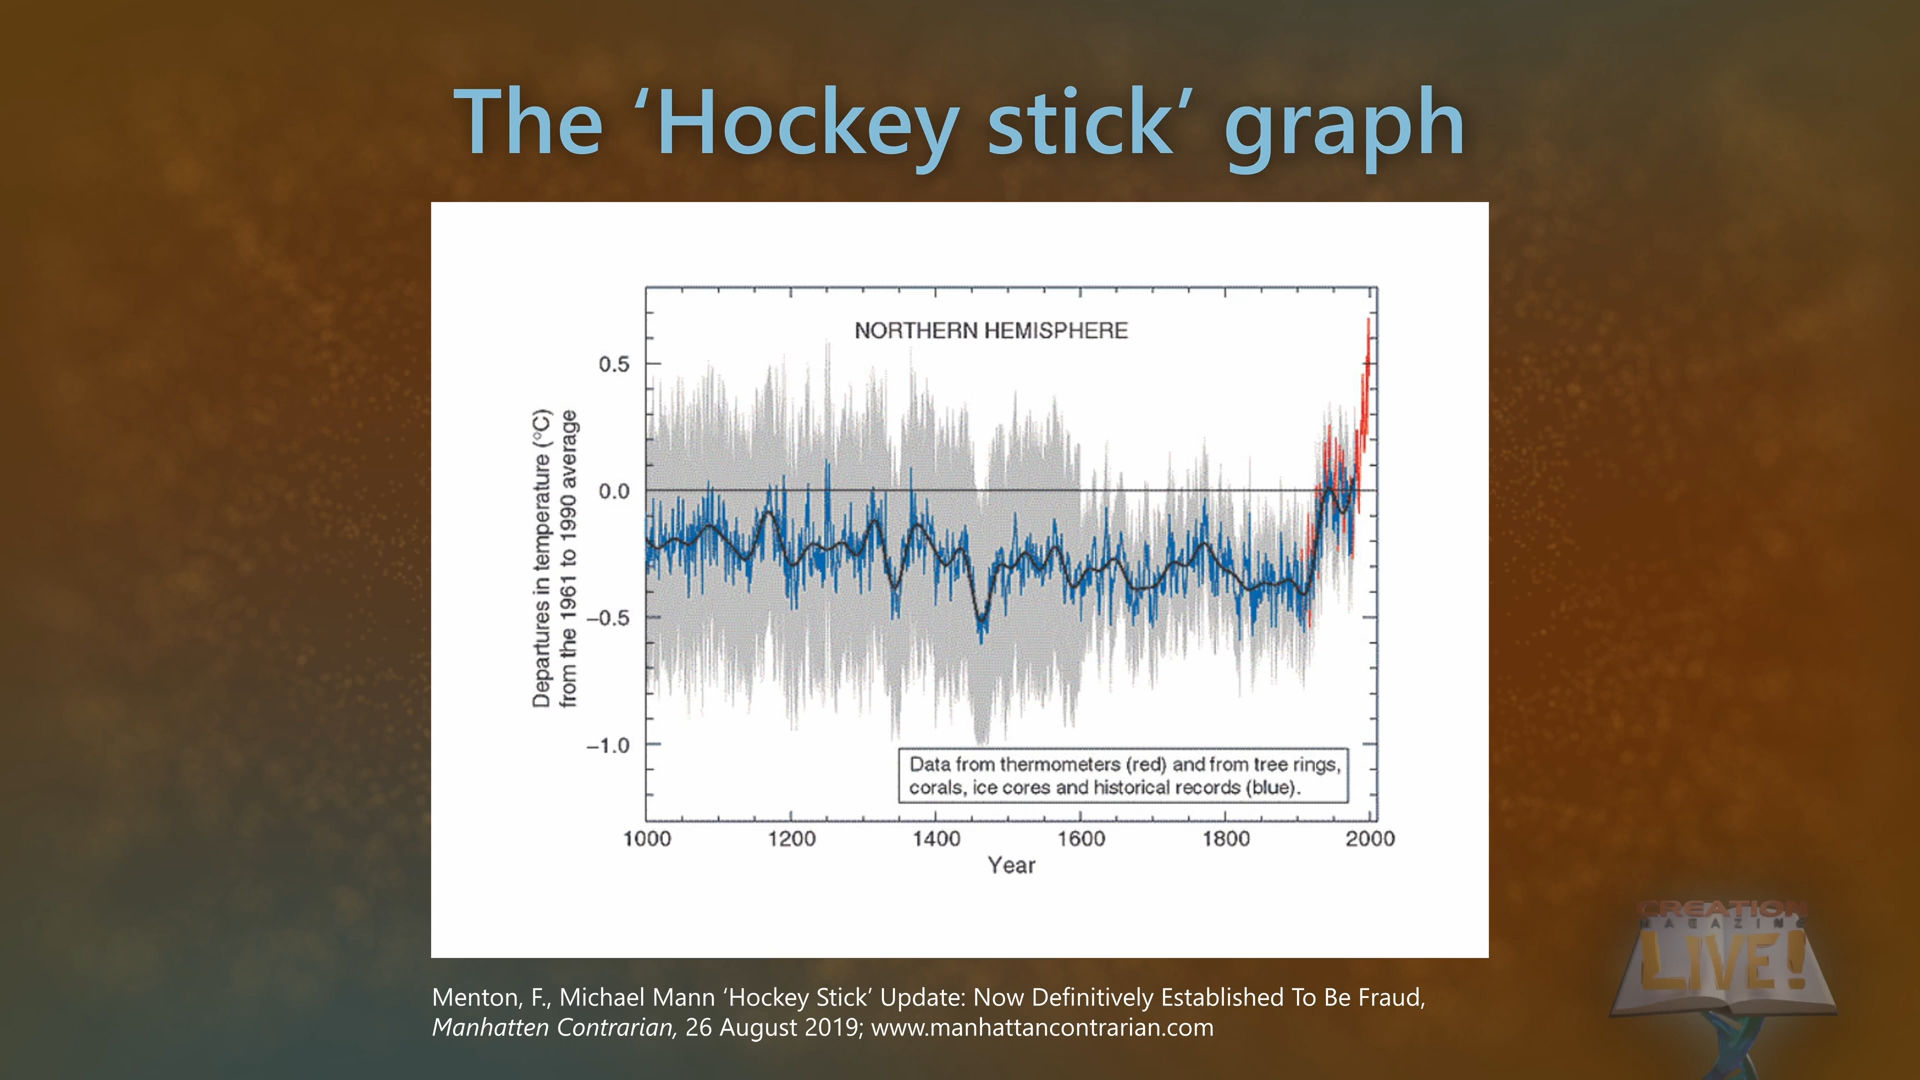 The ‘Hockey stick’ graph
NORTHERN HEMISPHERE
0.5
0.0
−0.5
−1.0
Departures in temperature (°C)
from the 1961 to 1990 average
Data from thermometers (red) and from tree rings,
corals, ice cores and historical records (blue).
1000 1200 1400 1600 1800 2000
Year
Menton, F., Michael Mann ‘Hockey Stick’ Update: Now Definitively Established To Be Fraud,
Manhatten Contrarian, 26 August 2019; www.manhattancontrarian.com
CREATION
MAGAZINE
LIVE!